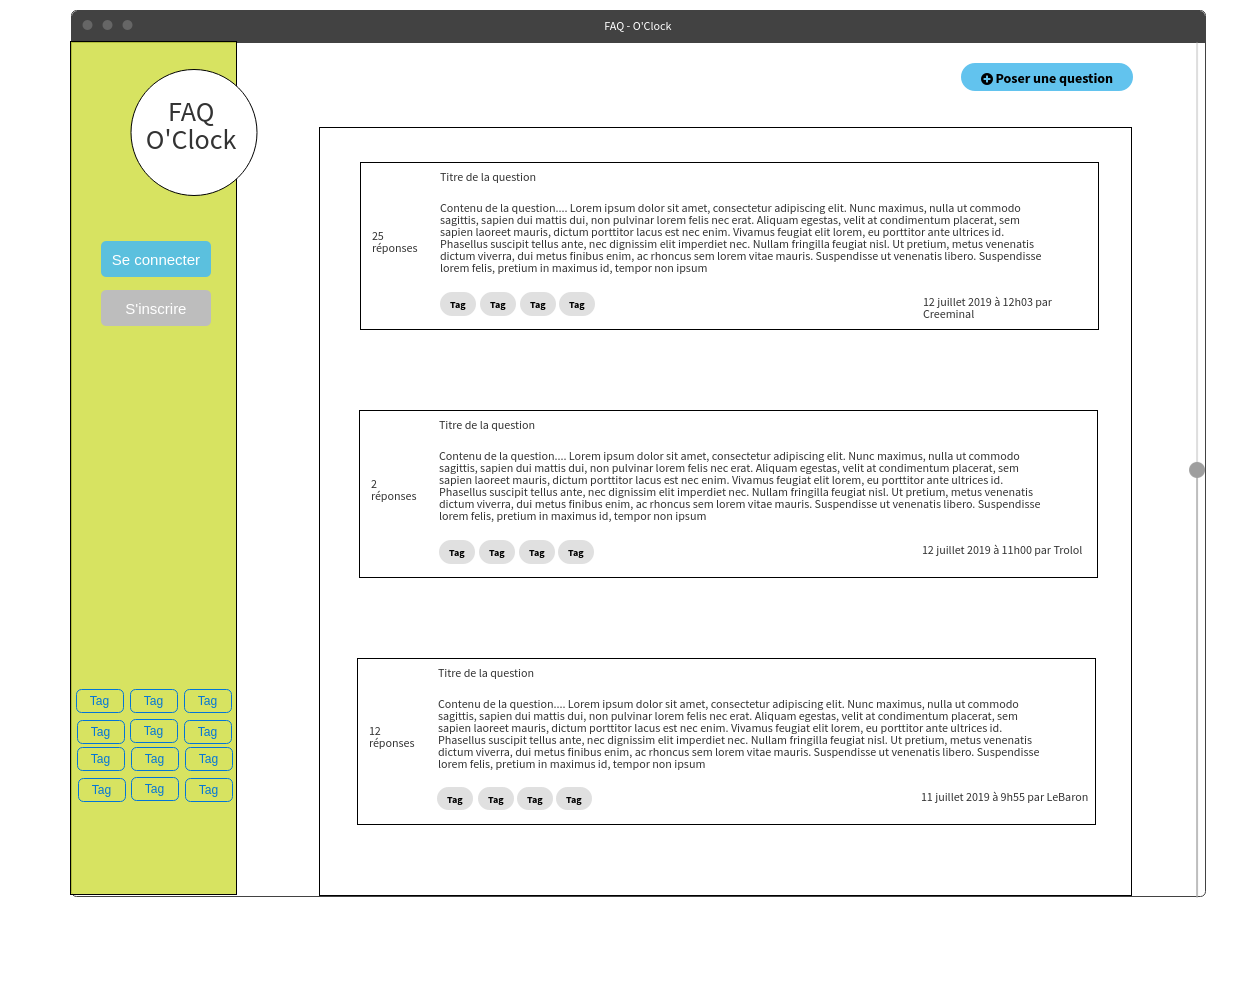 FAQ - O'Clock
FAQ
O'Clock
Se connecter
S'inscrire
Tag Tag Tag
Tag Tag Tag
Tag Tag Tag
Tag Tag Tag
Poser une question
Titre de la question
25
réponses
Contenu de la question.... Lorem ipsum dolor sit amet, consectetur adipiscing elit. Nunc maximus, nulla ut commodo
sagittis, sapien dui mattis dui, non pulvinar lorem felis nec erat. Aliquam egestas, velit at condimentum placerat, sem
sapien laoreet mauris, dictum porttitor lacus est nec enim. Vivamus feugiat elit lorem, eu porttitor ante ultrices id.
Phasellus suscipit tellus ante, nec dignissim elit imperdiet nec. Nullam fringilla feugiat nisl. Ut pretium, metus venenatis
dictum viverra, dui metus finibus enim, ac rhoncus sem lorem vitae mauris. Suspendisse ut venenatis libero. Suspendisse
lorem felis, pretium in maximus id, tempor non ipsum
Tag Tag Tag Tag
12 juillet 2019 à 12h03 par
Creeminal
Titre de la question
2
réponses
Contenu de la question.... Lorem ipsum dolor sit amet, consectetur adipiscing elit. Nunc maximus, nulla ut commodo
sagittis, sapien dui mattis dui, non pulvinar lorem felis nec erat. Aliquam egestas, velit at condimentum placerat, sem
sapien laoreet mauris, dictum porttitor lacus est nec enim. Vivamus feugiat elit lorem, eu porttitor ante ultrices id.
Phasellus suscipit tellus ante, nec dignissim elit imperdiet nec. Nullam fringilla feugiat nisl. Ut pretium, metus venenatis
dictum viverra, dui metus finibus enim, ac rhoncus sem lorem vitae mauris. Suspendisse ut venenatis libero. Suspendisse
lorem felis, pretium in maximus id, tempor non ipsum
Tag Tag Tag Tag
12 juillet 2019 à 11h00 par Trolol
Titre de la question
12
réponses
Contenu de la question.... Lorem ipsum dolor sit amet, consectetur adipiscing elit. Nunc maximus, nulla ut commodo
sagittis, sapien dui mattis dui, non pulvinar lorem felis nec erat. Aliquam egestas, velit at condimentum placerat, sem
sapien laoreet mauris, dictum porttitor lacus est nec enim. Vivamus feugiat elit lorem, eu porttitor ante ultrices id.
Phasellus suscipit tellus ante, nec dignissim elit imperdiet nec. Nullam fringilla feugiat nisl. Ut pretium, metus venenatis
dictum viverra, dui metus finibus enim, ac rhoncus sem lorem vitae mauris. Suspendisse ut venenatis libero. Suspendisse
lorem felis, pretium in maximus id, tempor non ipsum
Tag Tag Tag Tag
11 juillet 2019 à 9h55 par LeBaron